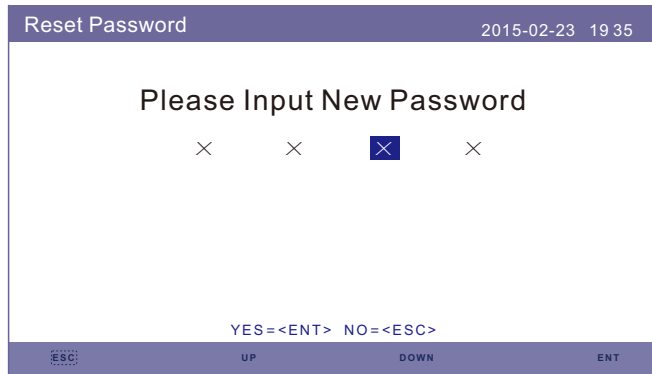 Reset Password 2015-02-23 19 35
Please Input New Password
× × × ×
YES=<ENT> NO=<ESC>
ESC UP DOWN ENT